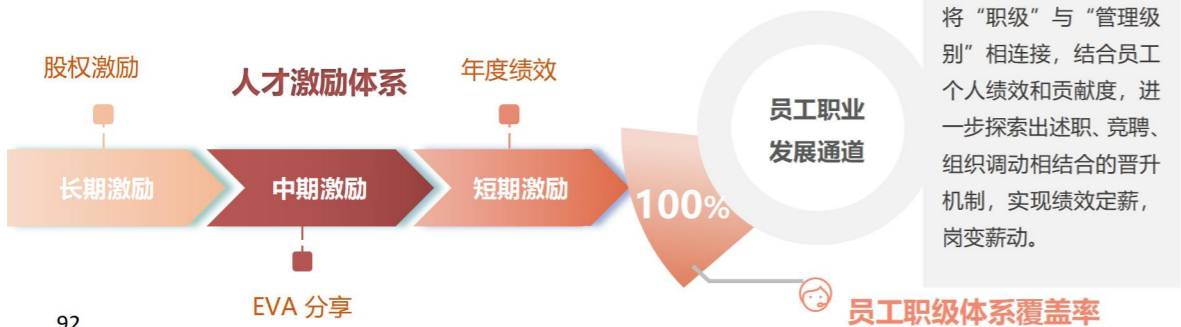 股权激励
人才激励体系
年度绩效
长期激励
中期激励
短期激励
EVA 分享
100%
员工职业
发展通道
将“职级”与“管理级
别”相连接，结合员工
个人绩效和贡献度，进
一步探索出述职、竞聘、
组织调动相结合的晋升
机制，实现绩效定薪，
岗变薪动。
员工职级体系覆盖率
92